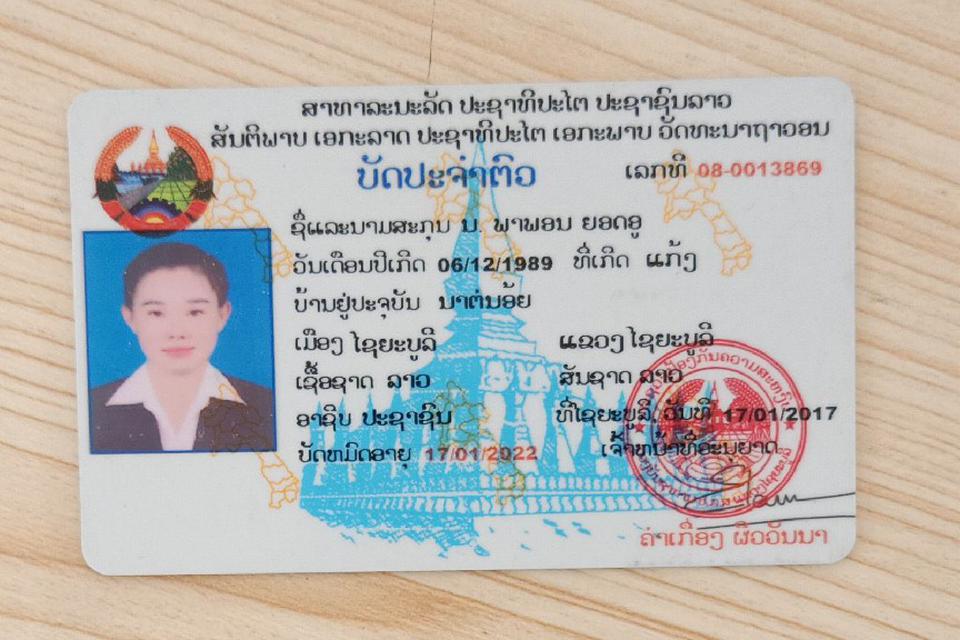 ສາທາລະນະລັດ ປະຊາທິປະໄຕ ປະຊາຊົນລາວ
ສັນຕິພາບ ເອກະລາດ ປະຊາທິປະໄຕ ເອກະພາບ ວັດທະນາຖາວອນ
ບັດປະຈຳຕົວ
ເລກທີ 08-0013869
ຊື່ແລະນາມສະກຸນ ນ. ພາພອນ ຍອດອູ
ວັນເດືອນປີເກີດ 06/12/1989 ທີ່ເກີດ ແກ້ງ
ບ້ານຢູ່ປະຈຸບັນ ນາຕ່ນອ້ຍ
ເມືອງ ໄຊຍະບູລີ ແຂວງ ໄຊຍະບູລີ
ເຊື້ອຊາດ ລາວ ສັນຊາດ ລາວ
ອາຊີບ ປະຊາຊົນ ທີ່ໄຊຍະບູລີ, ວັນທີ 17/01/2017
ບັດຫມົດອາຍຸ 17/01/2022 ເຈົ້າຫນ້າທີ່ອະນຸຍາດ
ຄຳເກື່ອງ ຜິວວັນນາ